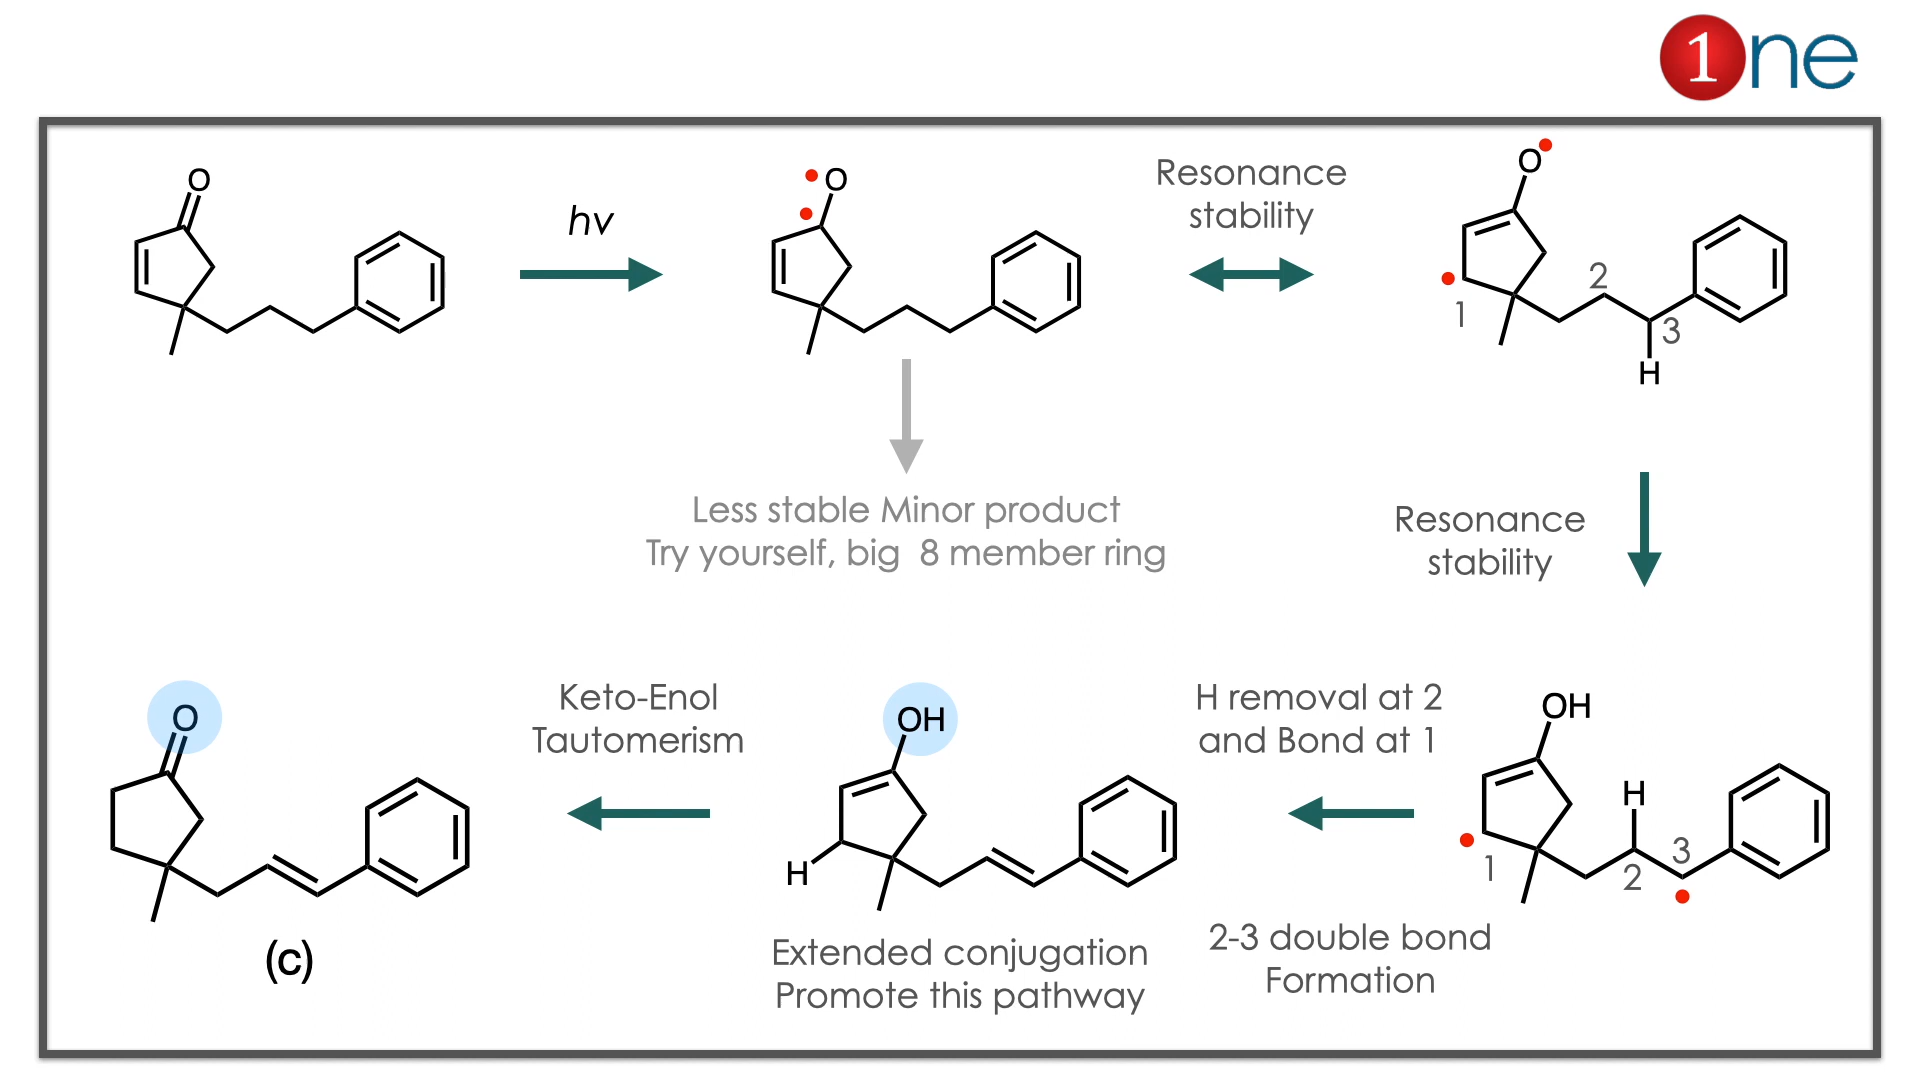 1ne
O
hv
O
Resonance
stability
O
1
2
3
H
Less stable Minor product
Try yourself, big 8 member ring
Resonance
stability
O
Keto-Enol
Tautomerism
OH
H
H removal at 2
and Bond at 1
OH
H
1
2
3
(c)
Extended conjugation
Promote this pathway
2-3 double bond
Formation